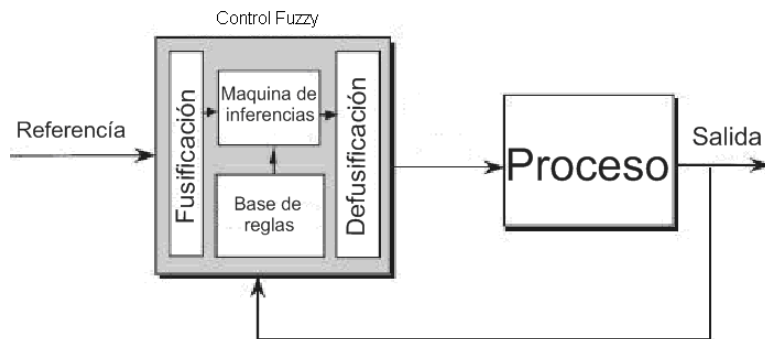 Control Fuzzy
Referencía
Fusificación
Maquina de
inferencias
Base de
reglas
Defusificación
Proceso
Salida